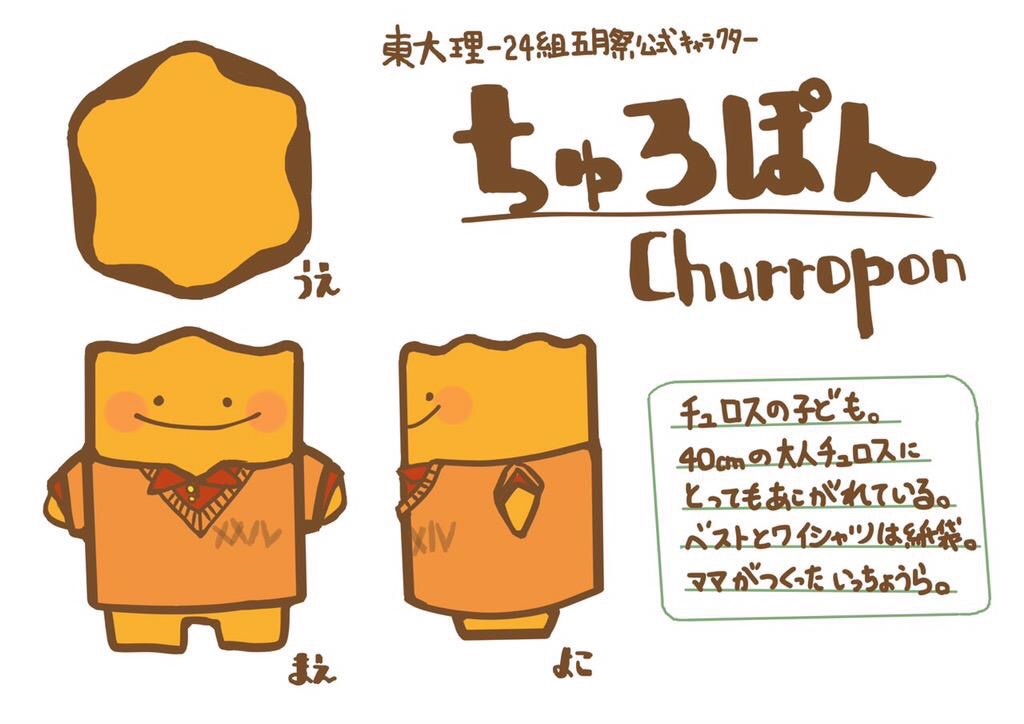 東大理一24組五月祭公式キャラクター
ちゅろぽん
Churropon
うえ
XXIV
XIV
まえ
よこ
チュロスの子ども。
40cmの大人チュロスに
とってもあこがれている。
ベストとワイシャツは紙袋。
ママがつくったいっちょうら。